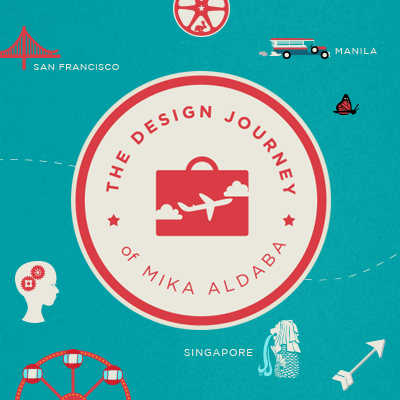 MANILA
SAN FRANCISCO
THE DESIGN JOURNEY
of MIKA ALDABA
SINGAPORE